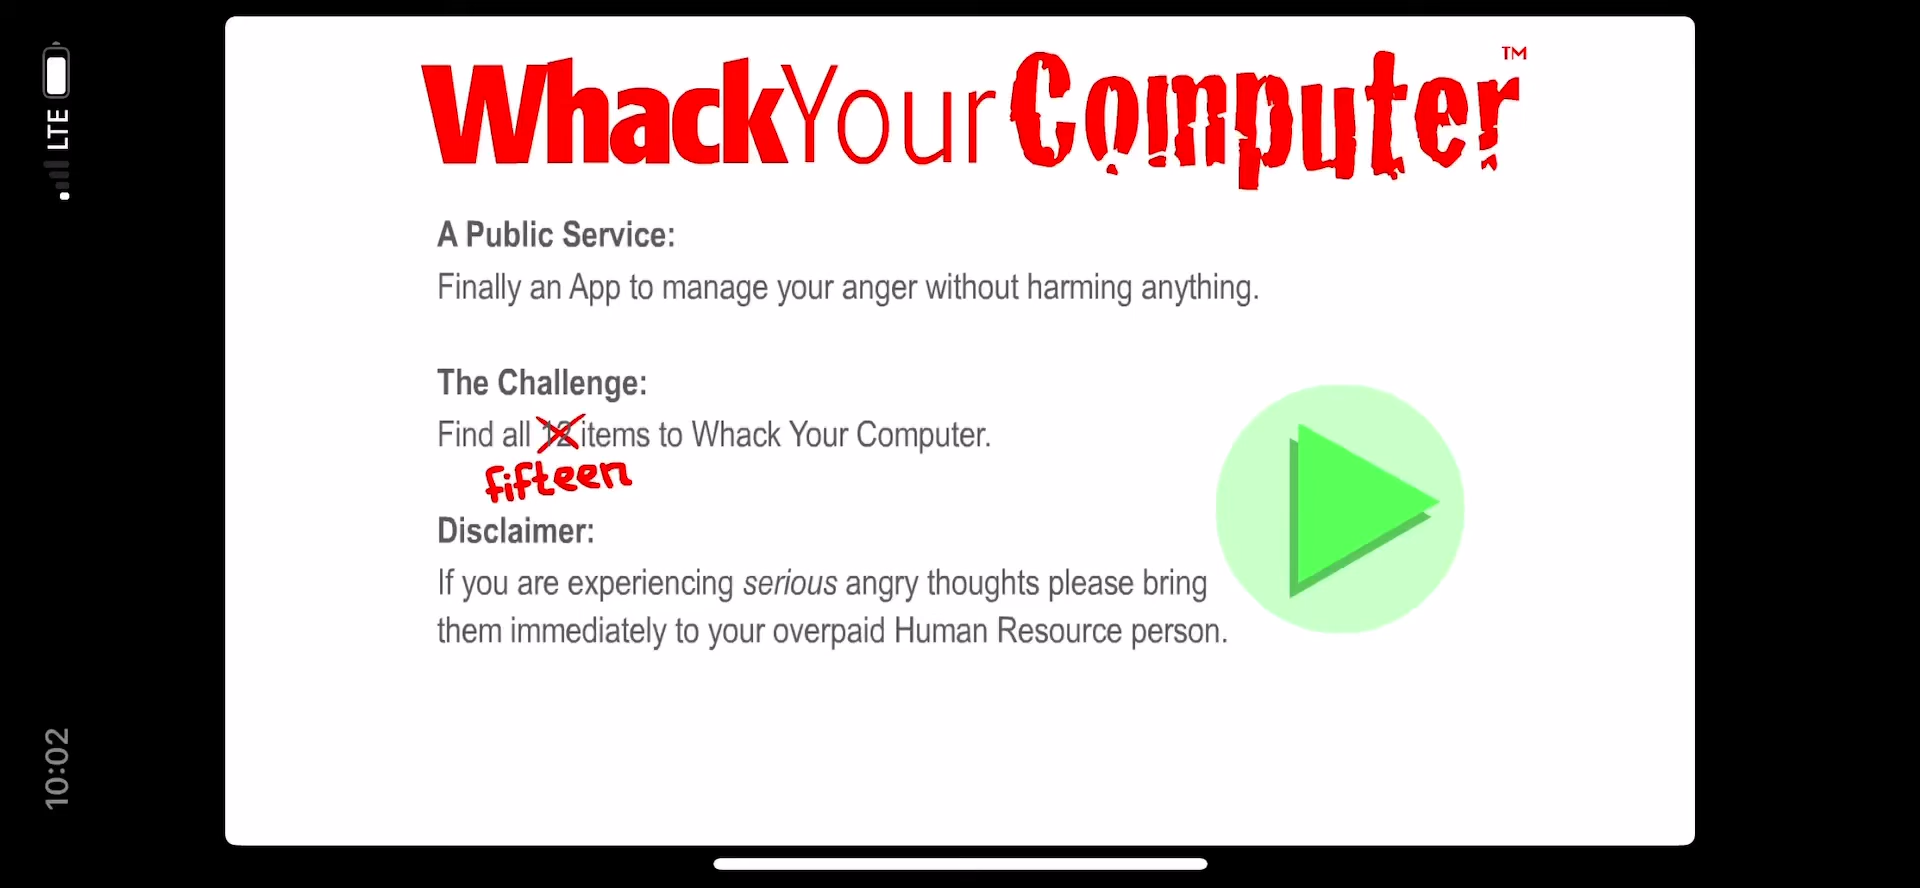 WhackYourComputer™
A Public Service:
Finally an App to manage your anger without harming anything.
The Challenge:
Find all 12 items to Whack Your Computer.
fifteen
Disclaimer:
If you are experiencing serious angry thoughts please bring
them immediately to your overpaid Human Resource person.
LTE
10:02